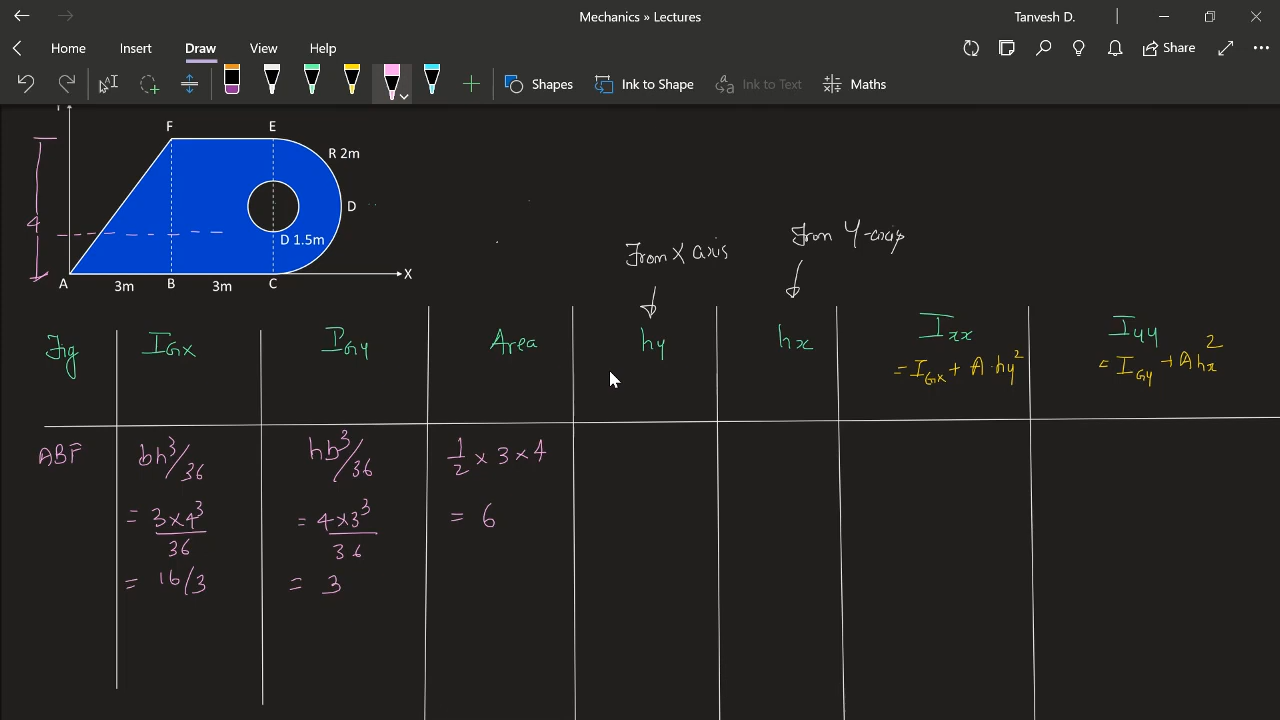 Mechanics » Lectures
Tanvesh D.
Home
Insert
Draw
View
Help
Share
Shapes
Ink to Shape
Ink to Text
Maths
F
E
R 2m
4
D
D 1.5m
A
3m
B
3m
C
X
From X axis
From Y-axis
Fig
IGx
IGy
Area
hy
hx
Ixx
= IGx + A·hy²
Iyy
= IGy + Ahx²
ABF
bh³/36
hb³/36
1/2 × 3 × 4
= 3×4³/36
= 4×3³/36
= 6
= 16/3
= 3